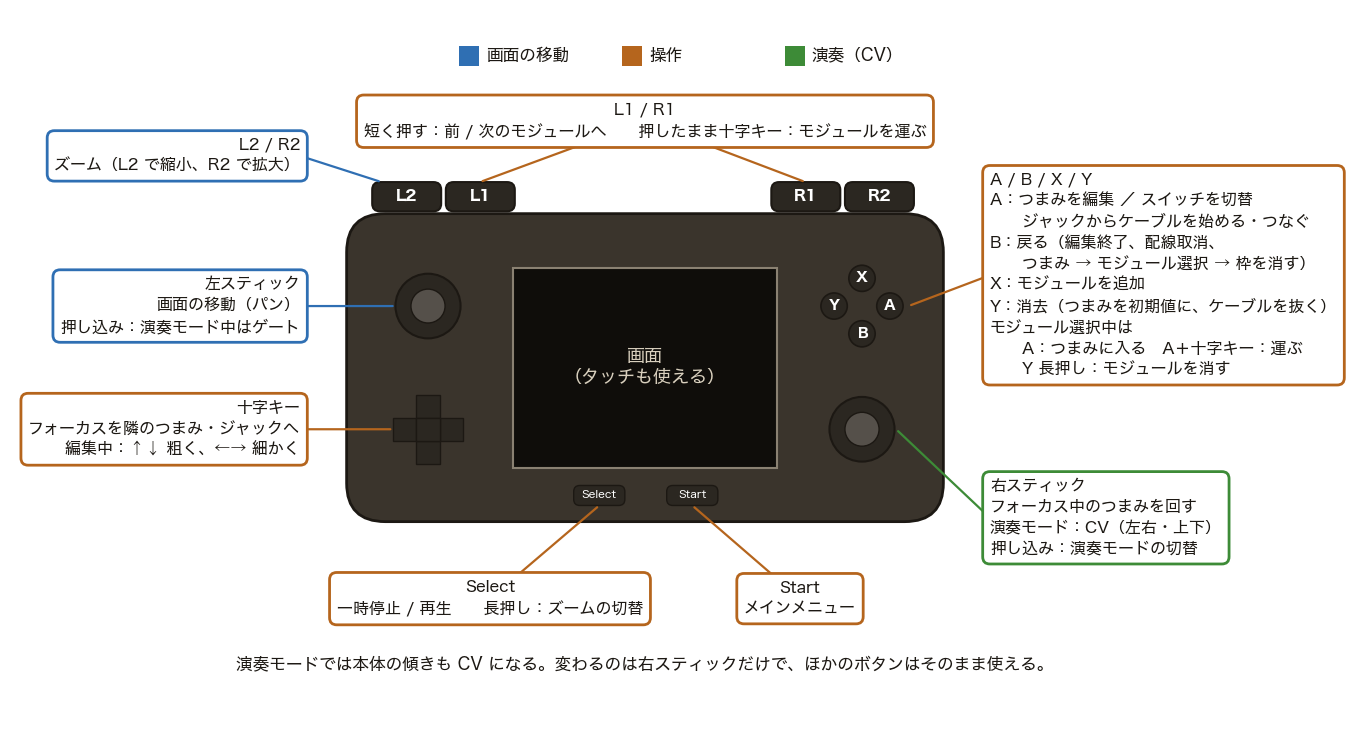 画面の移動
操作
演奏（CV）
L1 / R1
短く押す：前 / 次のモジュールへ　　押したまま十字キー：モジュールを運ぶ
L2 / R2
ズーム（L2 で縮小、R2 で拡大）
L2
L1
R1
R2
A / B / X / Y
A：つまみを編集 ／ スイッチを切替
ジャックからケーブルを始める・つなぐ
B：戻る（編集終了、配線取消、
つまみ → モジュール選択 → 枠を消す）
X：モジュールを追加
Y：消去（つまみを初期値に、ケーブルを抜く）
モジュール選択中は
A：つまみに入る　A＋十字キー：運ぶ
Y 長押し：モジュールを消す
左スティック
画面の移動（パン）
押し込み：演奏モード中はゲート
X
Y
A
B
画面
（タッチも使える）
十字キー
フォーカスを隣のつまみ・ジャックへ
編集中：↑↓ 粗く、←→ 細かく
右スティック
フォーカス中のつまみを回す
演奏モード：CV（左右・上下）
押し込み：演奏モードの切替
Select
Start
Select
一時停止 / 再生　　長押し：ズームの切替
Start
メインメニュー
演奏モードでは本体の傾きも CV になる。変わるのは右スティックだけで、ほかのボタンはそのまま使える。